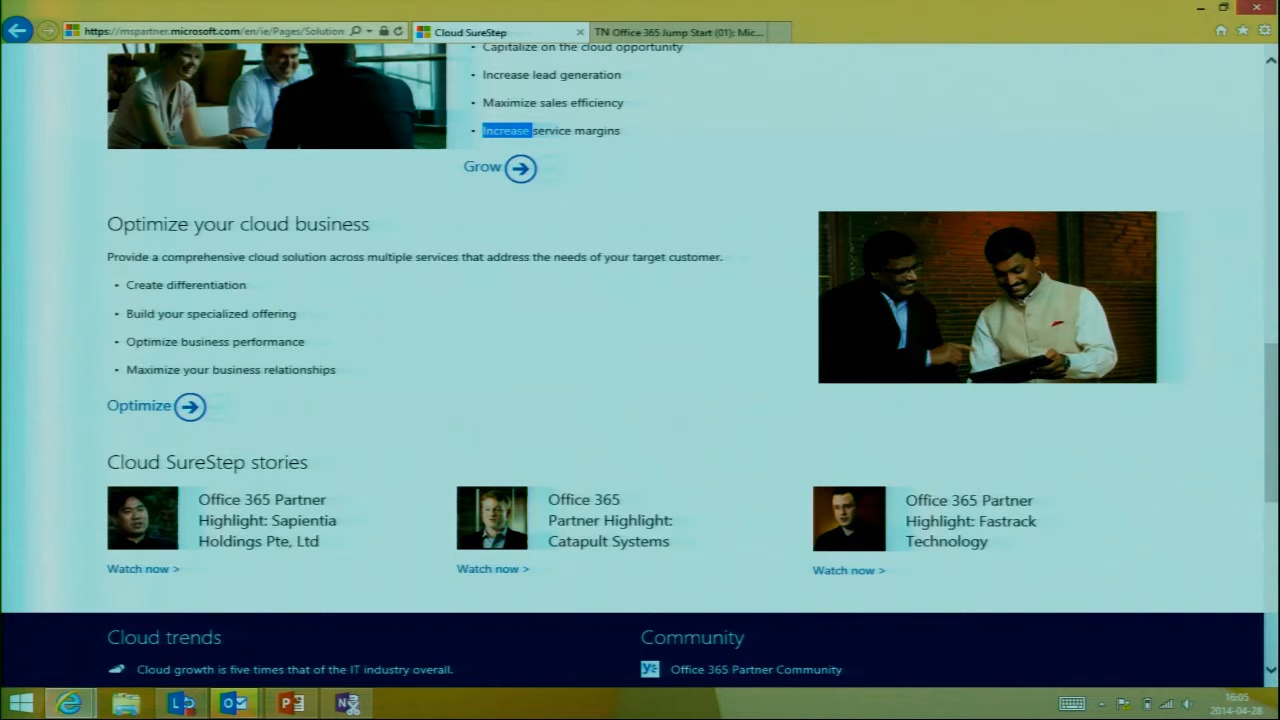 https://mspartner.microsoft.com/en/ie/Pages/Solution
Cloud SureStep
TN Office 365 Jump Start (01): Mic...
• Capitalize on the cloud opportunity
• Increase lead generation
• Maximize sales efficiency
• Increase service margins
Grow
Optimize your cloud business
Provide a comprehensive cloud solution across multiple services that address the needs of your target customer.
• Create differentiation
• Build your specialized offering
• Optimize business performance
• Maximize your business relationships
Optimize
Cloud SureStep stories
Office 365 Partner
Highlight: Sapientia
Holdings Pte, Ltd
Watch now >
Office 365
Partner Highlight:
Catapult Systems
Watch now >
Office 365 Partner
Highlight: Fastrack
Technology
Watch now >
Cloud trends
Cloud growth is five times that of the IT industry overall.
Community
Office 365 Partner Community
16:05
2014-04-28